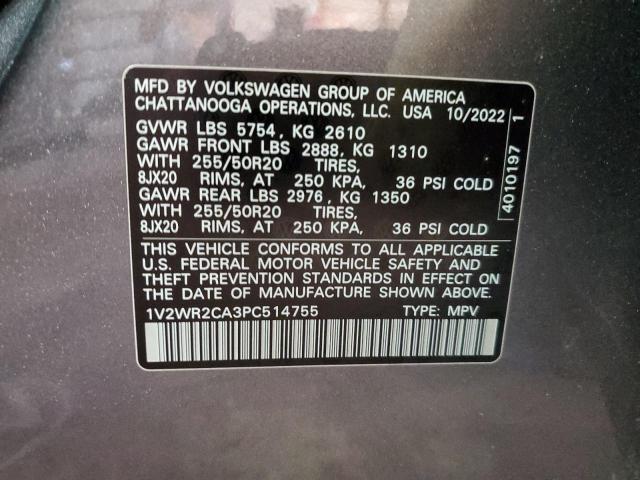 MFD BY VOLKSWAGEN GROUP OF AMERICA
CHATTANOOGA OPERATIONS, LLC. USA 10/2022
GVWR LBS 5754, KG 2610
GAWR FRONT LBS 2888, KG 1310
WITH 255/50R20 TIRES,
8JX20 RIMS, AT 250 KPA, 36 PSI COLD
GAWR REAR LBS 2976, KG 1350
WITH 255/50R20 TIRES,
8JX20 RIMS, AT 250 KPA, 36 PSI COLD
THIS VEHICLE CONFORMS TO ALL APPLICABLE
U.S. FEDERAL MOTOR VEHICLE SAFETY AND
THEFT PREVENTION STANDARDS IN EFFECT
ON THE DATE OF MANUFACTURE SHOWN ABOVE.
1V2WR2CA3PC514755 TYPE: MPV
4010197 1